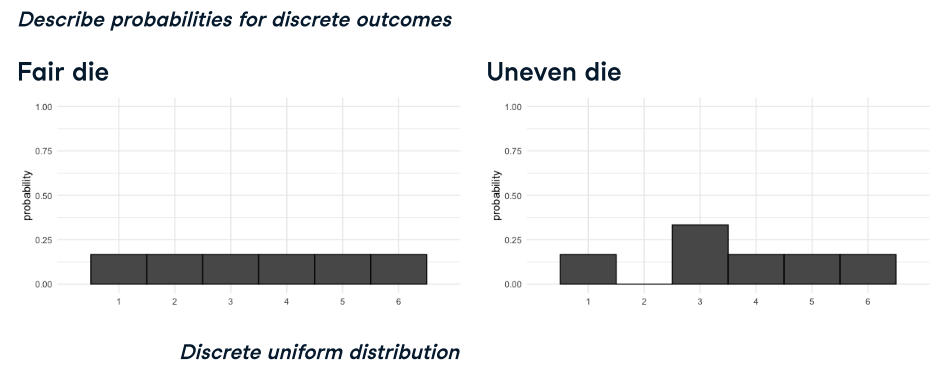 Describe probabilities for discrete outcomes
Fair die
1.00
0.75
0.50
0.25
0.00
probability
1 2 3 4 5 6
Uneven die
1.00
0.75
0.50
0.25
0.00
probability
1 2 3 4 5 6
Discrete uniform distribution